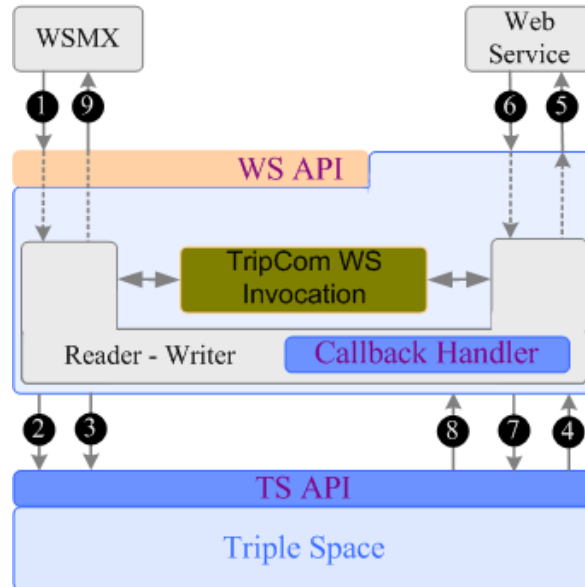 WSMX
Web
Service
1
9
6
5
WS API
TripCom WS
Invocation
Reader - Writer
Callback Handler
2
3
8
7
4
TS API
Triple Space